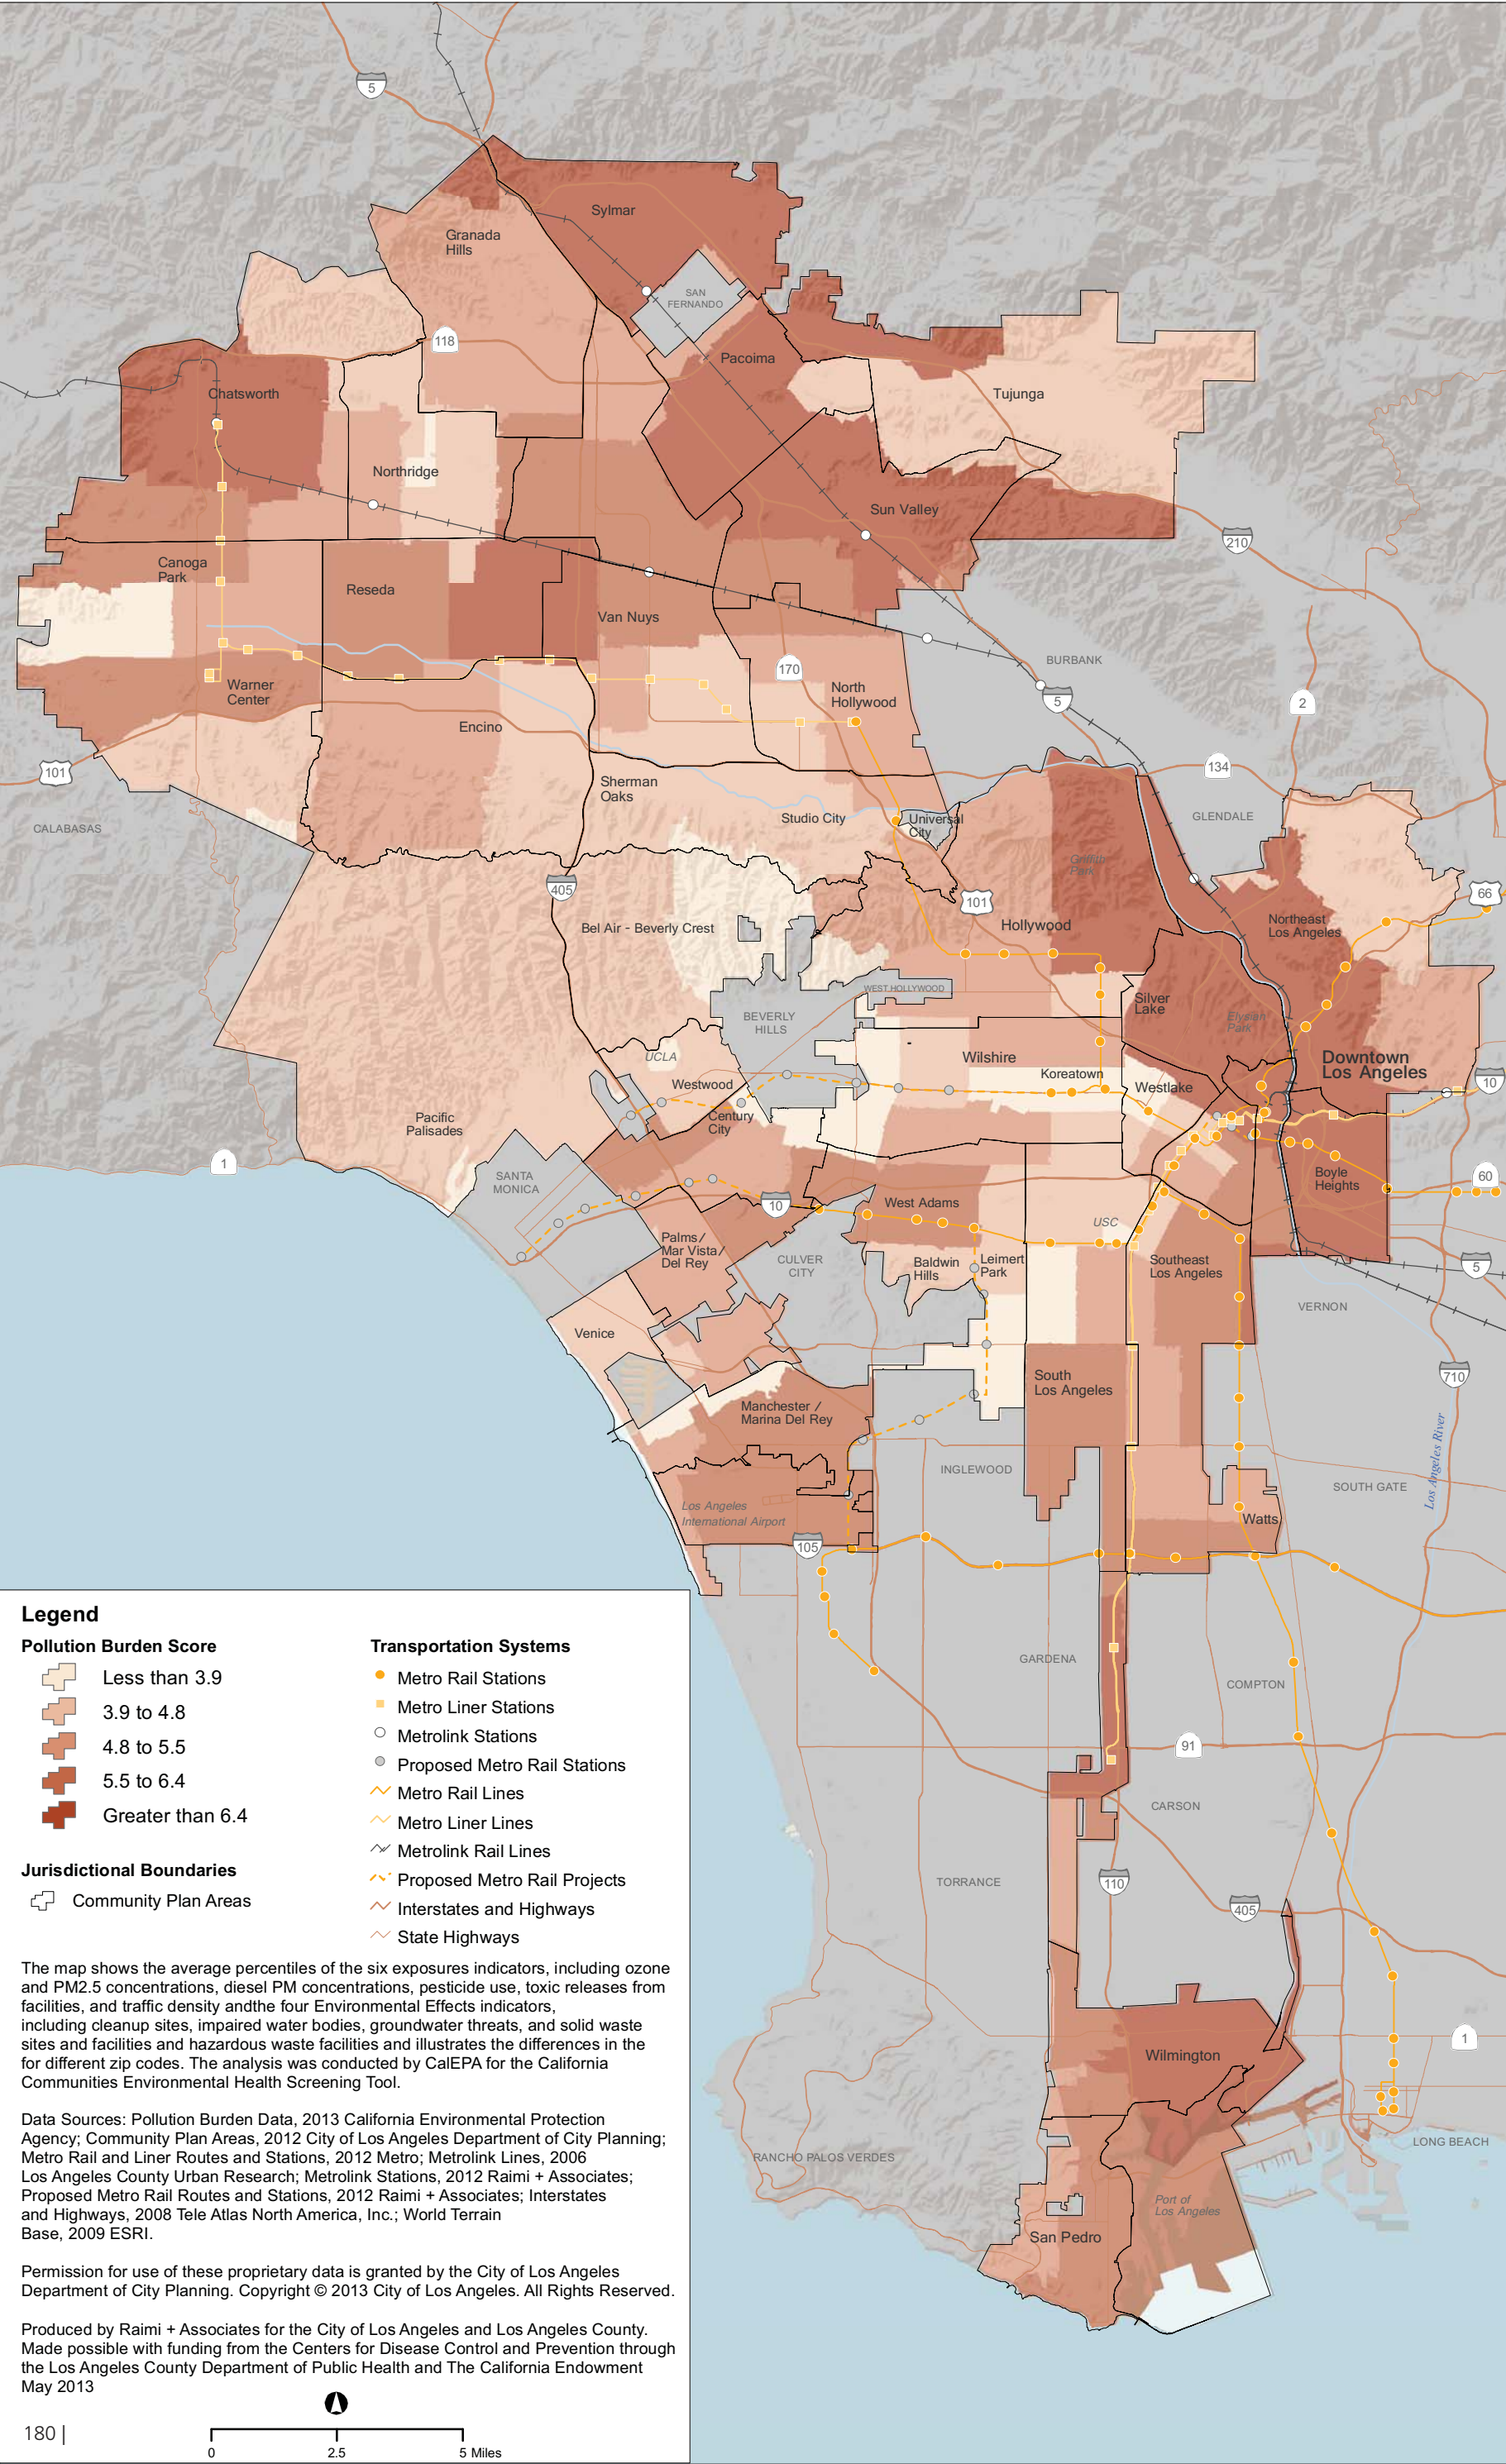 5
Sylmar
Granada
Hills
SAN
FERNANDO
118
Pacoima
Chatsworth
Tujunga
Northridge
Sun Valley
210
Canoga
Park
Reseda
Van Nuys
BURBANK
170
Warner
Center
North
Hollywood
5
2
Encino
101
134
Sherman
Oaks
CALABASAS
Studio City
Universal
City
GLENDALE
Griffith
Park
405
101
66
Bel Air - Beverly Crest
Hollywood
Northeast
Los Angeles
WEST HOLLYWOOD
Silver
Lake
BEVERLY
HILLS
Elysian
Park
UCLA
Wilshire
Downtown
Los Angeles
Koreatown
Westwood
Westlake
10
Century
City
Pacific
Palisades
1
SANTA
MONICA
Boyle
Heights
60
10
West Adams
USC
Palms/
Mar Vista/
Del Rey
CULVER
CITY
Baldwin
Hills
Leimert
Park
Southeast
Los Angeles
5
VERNON
Venice
South
Los Angeles
710
Manchester /
Marina Del Rey
Los Angeles River
INGLEWOOD
SOUTH GATE
Los Angeles
International Airport
Watts
105
GARDENA
COMPTON
91
CARSON
TORRANCE
110
405
Wilmington
1
LONG BEACH
RANCHO PALOS VERDES
Port of
Los Angeles
San Pedro
Legend
Pollution Burden Score
Less than 3.9
3.9 to 4.8
4.8 to 5.5
5.5 to 6.4
Greater than 6.4
Jurisdictional Boundaries
Community Plan Areas
Transportation Systems
Metro Rail Stations
Metro Liner Stations
Metrolink Stations
Proposed Metro Rail Stations
Metro Rail Lines
Metro Liner Lines
Metrolink Rail Lines
Proposed Metro Rail Projects
Interstates and Highways
State Highways
The map shows the average percentiles of the six exposures indicators, including ozone
and PM2.5 concentrations, diesel PM concentrations, pesticide use, toxic releases from
facilities, and traffic density andthe four Environmental Effects indicators,
including cleanup sites, impaired water bodies, groundwater threats, and solid waste
sites and facilities and hazardous waste facilities and illustrates the differences in the
for different zip codes. The analysis was conducted by CalEPA for the California
Communities Environmental Health Screening Tool.
Data Sources: Pollution Burden Data, 2013 California Environmental Protection
Agency; Community Plan Areas, 2012 City of Los Angeles Department of City Planning;
Metro Rail and Liner Routes and Stations, 2012 Metro; Metrolink Lines, 2006
Los Angeles County Urban Research; Metrolink Stations, 2012 Raimi + Associates;
Proposed Metro Rail Routes and Stations, 2012 Raimi + Associates; Interstates
and Highways, 2008 Tele Atlas North America, Inc.; World Terrain
Base, 2009 ESRI.
Permission for use of these proprietary data is granted by the City of Los Angeles
Department of City Planning. Copyright © 2013 City of Los Angeles. All Rights Reserved.
Produced by Raimi + Associates for the City of Los Angeles and Los Angeles County.
Made possible with funding from the Centers for Disease Control and Prevention through
the Los Angeles County Department of Public Health and The California Endowment
May 2013
180 |
0 2.5 5 Miles